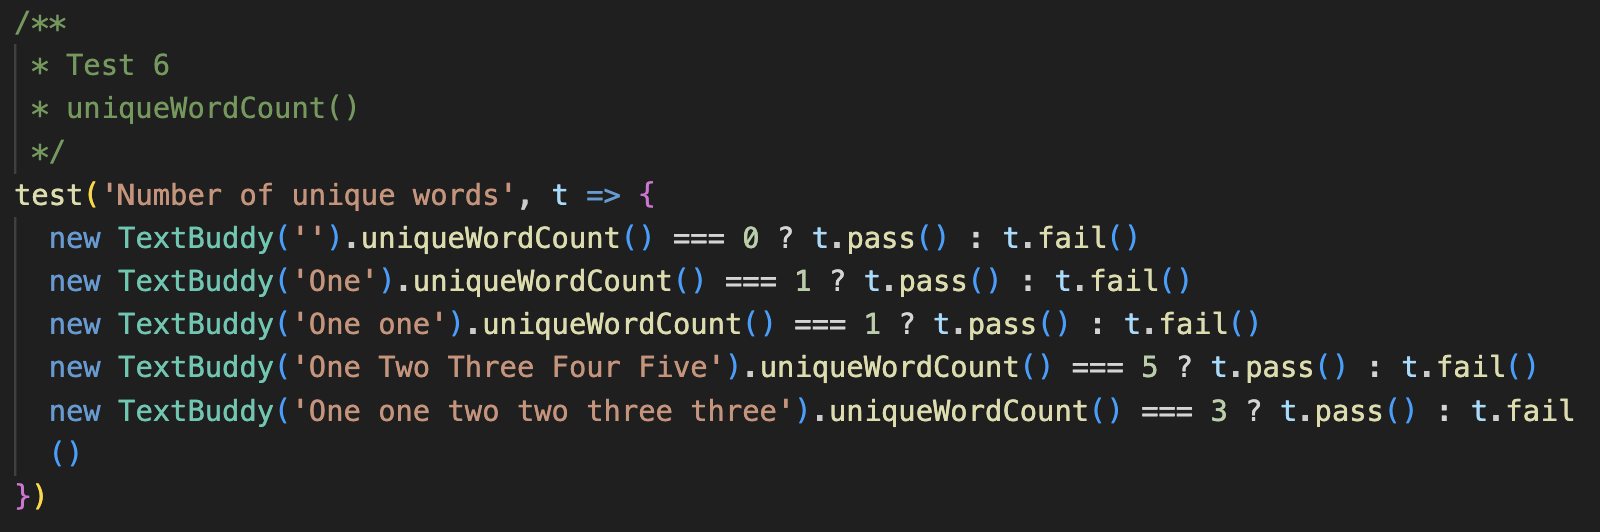 /**
* Test 6
* uniqueWordCount()
*/
test('Number of unique words', t => {
new TextBuddy('').uniqueWordCount() === 0 ? t.pass() : t.fail()
new TextBuddy('One').uniqueWordCount() === 1 ? t.pass() : t.fail()
new TextBuddy('One one').uniqueWordCount() === 1 ? t.pass() : t.fail()
new TextBuddy('One Two Three Four Five').uniqueWordCount() === 5 ? t.pass() : t.fail()
new TextBuddy('One one two two three three').uniqueWordCount() === 3 ? t.pass() : t.fail
()
})